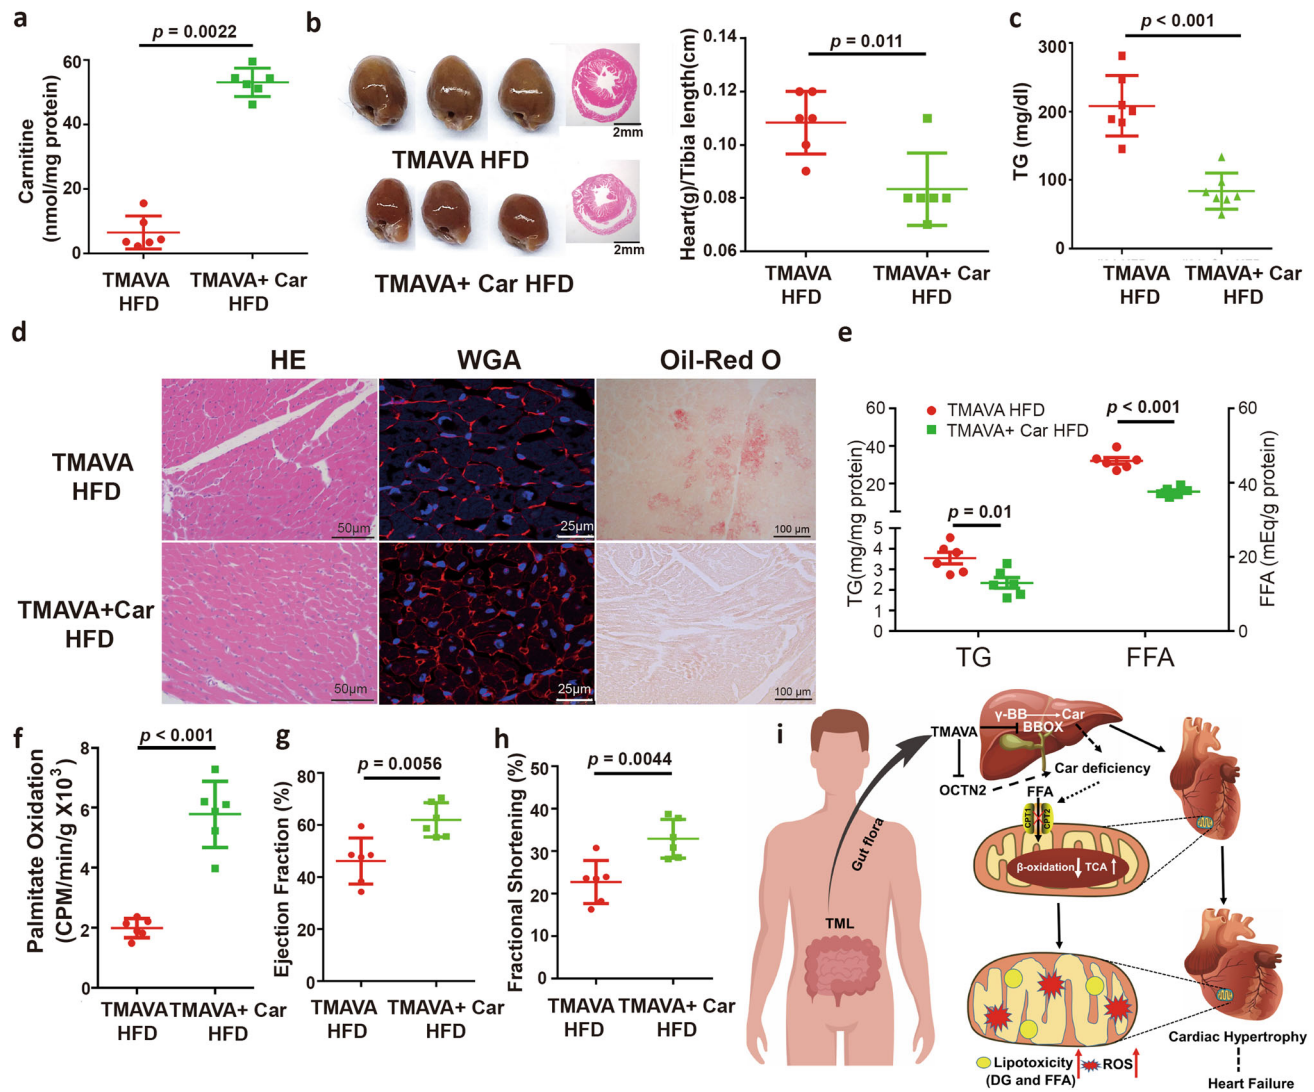 a
p = 0.0022
Carnitine
(nmol/mg protein)
60
40
20
0
TMAVA
HFD
TMAVA+ Car
HFD
b
2mm
TMAVA HFD
2mm
TMAVA+ Car HFD
p = 0.011
Heart(g)/Tibia length(cm)
0.14
0.12
0.10
0.08
0.06
TMAVA
HFD
TMAVA+ Car
HFD
c
p < 0.001
TG (mg/dl)
300
200
100
0
TMAVA
HFD
TMAVA+ Car
HFD
d
HE
WGA
Oil-Red O
TMAVA
HFD
50μm
25μm
100 μm
TMAVA+Car
HFD
50μm
25μm
100 μm
e
TMAVA HFD
TMAVA+ Car HFD
p < 0.001
p = 0.01
TG(mg/mg protein)
60
40
20
5
4
3
2
1
0
FFA (mEq/g protein)
60
40
20
0
TG
FFA
f
p < 0.001
Palmitate Oxidation
(CPM/min/g X10³)
8
6
4
2
0
TMAVA
HFD
TMAVA+ Car
HFD
g
p = 0.0056
Ejection Fraction (%)
80
60
40
20
0
TMAVA
HFD
TMAVA+ Car
HFD
h
p = 0.0044
Fractional Shortening (%)
50
40
30
20
10
0
TMAVA
HFD
TMAVA+ Car
HFD
i
γ-BB
Car
BBOX
TMAVA
OCTN2
Car deficiency
FFA
CPT1
CPT2
β-oxidation
TCA
Gut flora
TML
Lipotoxicity
(DG and FFA)
ROS
Cardiac Hypertrophy
Heart Failure